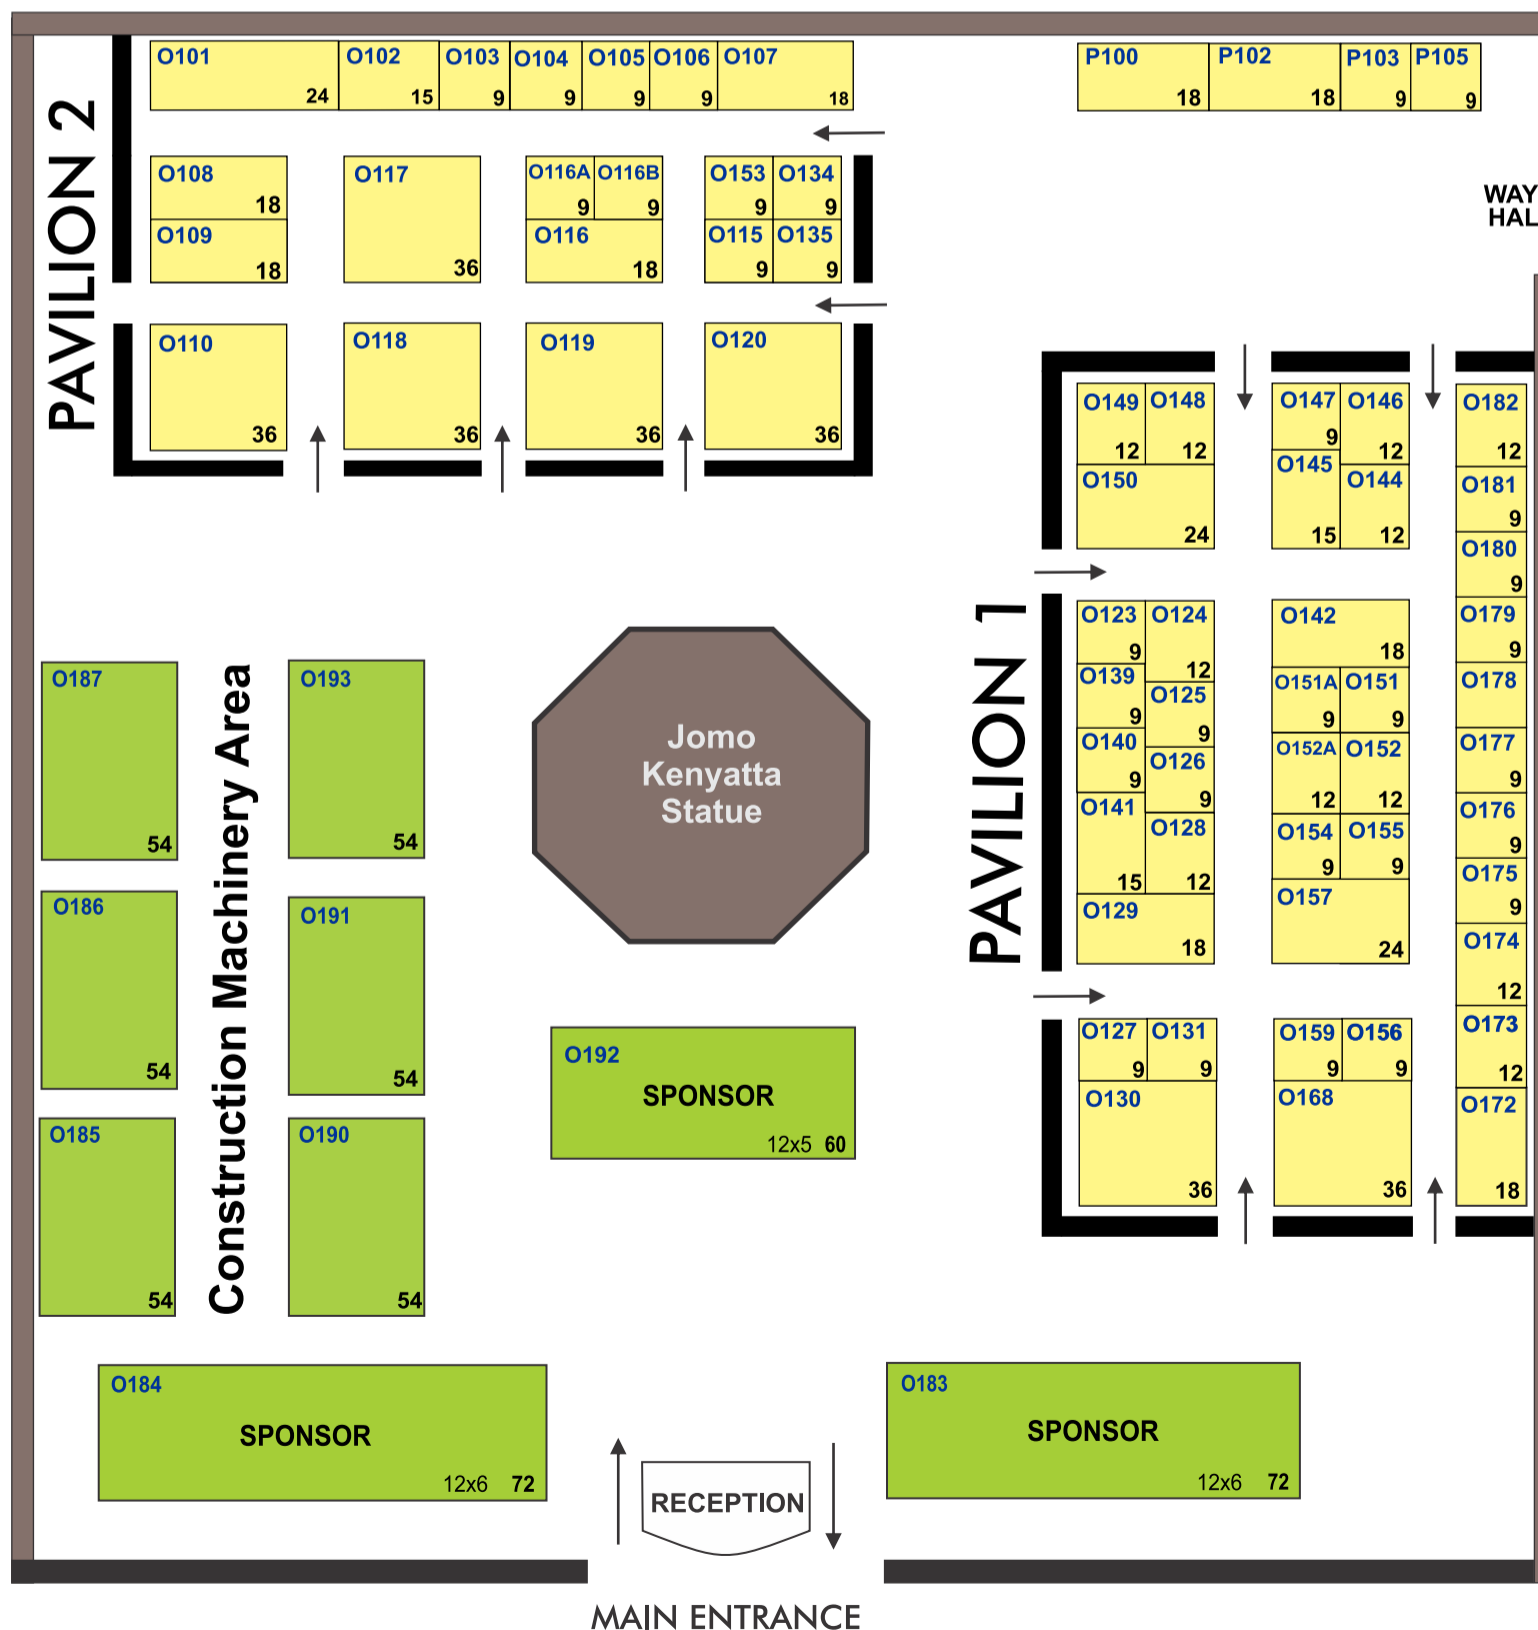 O101 O102 O103 O104 O105 O106 O107
24 15 9 9 9 9 18
P100 P102 P103 P105
18 18 9 9
PAVILION 2
O108
18
O109
18
O117
36
O116A O116B
9 9
O116
18
O153 O134
9 9
O115 O135
9 9
WAY
HAL
O110
36
O118
36
O119
36
O120
36
PAVILION 1
O149 O148
12 12
O150
24
O147 O146
9 12
O145 O144
15 12
O182
12
O181
9
O180
9
O179
9
O178
O177
9
O176
9
O175
9
O174
12
O173
12
O172
18
O123 O124
9 12
O139 O125
9 9
O140 O126
9 9
O141 O128
15 12
O129
18
O142
18
O151A O151
9 9
O152A O152
12 12
O154 O155
9 9
O157
24
O127 O131
9 9
O130
36
O159 O156
9 9
O168
36
Construction Machinery Area
O187
54
O193
54
O186
54
O191
54
O185
54
O190
54
Jomo
Kenyatta
Statue
O192
SPONSOR
12x5 60
O184
SPONSOR
12x6 72
O183
SPONSOR
12x6 72
RECEPTION
MAIN ENTRANCE